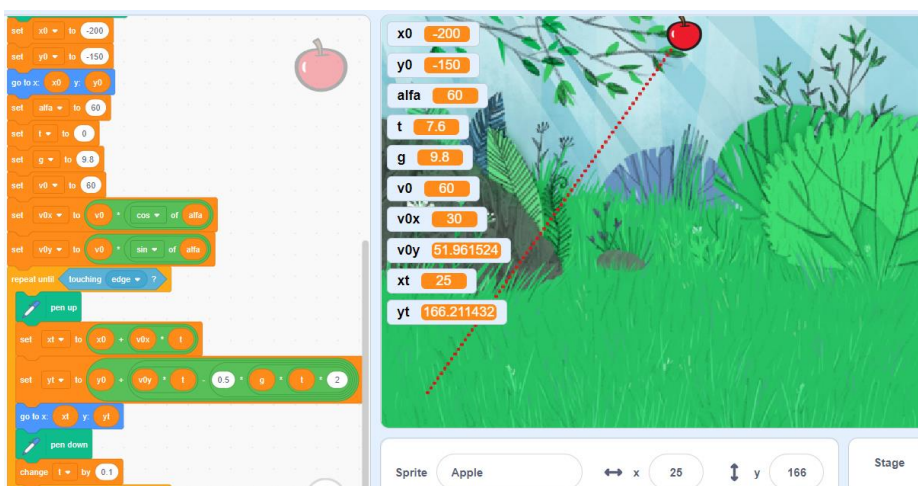 set x0 to -200
set y0 to -150
go to x: x0 y: y0
set alfa to 60
set t to 0
set g to 9.8
set v0 to 60
set v0x to v0 * cos of alfa
set v0y to v0 * sin of alfa
repeat until touching edge ?
pen up
set xt to x0 + v0x * t
set yt to y0 + v0y * t - 0.5 * g * t * 2
go to x: xt y: yt
pen down
change t by 0.1
x0 -200
y0 -150
alfa 60
t 7.6
g 9.8
v0 60
v0x 30
v0y 51.961524
xt 25
yt 166.211432
Sprite Apple x 25 y 166
Stage